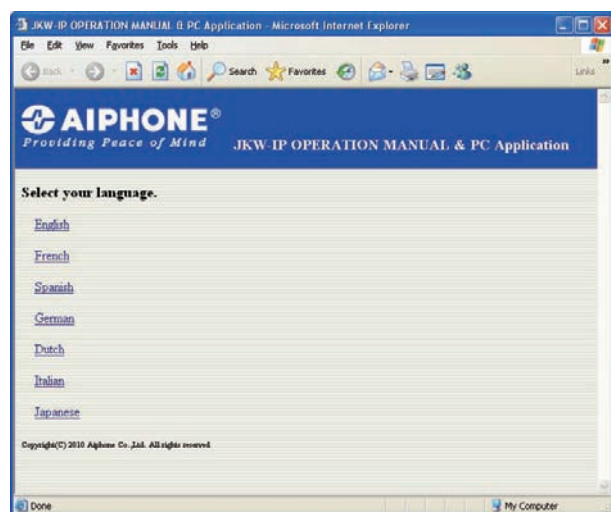 JKW-IP OPERATION MANUAL & PC Application - Microsoft Internet Explorer
File Edit View Favorites Tools Help
Back Search Favorites Links »
AIPHONE®
Providing Peace of Mind JKW-IP OPERATION MANUAL & PC Application
Select your language.
English
French
Spanish
German
Dutch
Italian
Japanese
Copyright(C) 2010 Aiphone Co.,Ltd. All rights reserved
Done My Computer